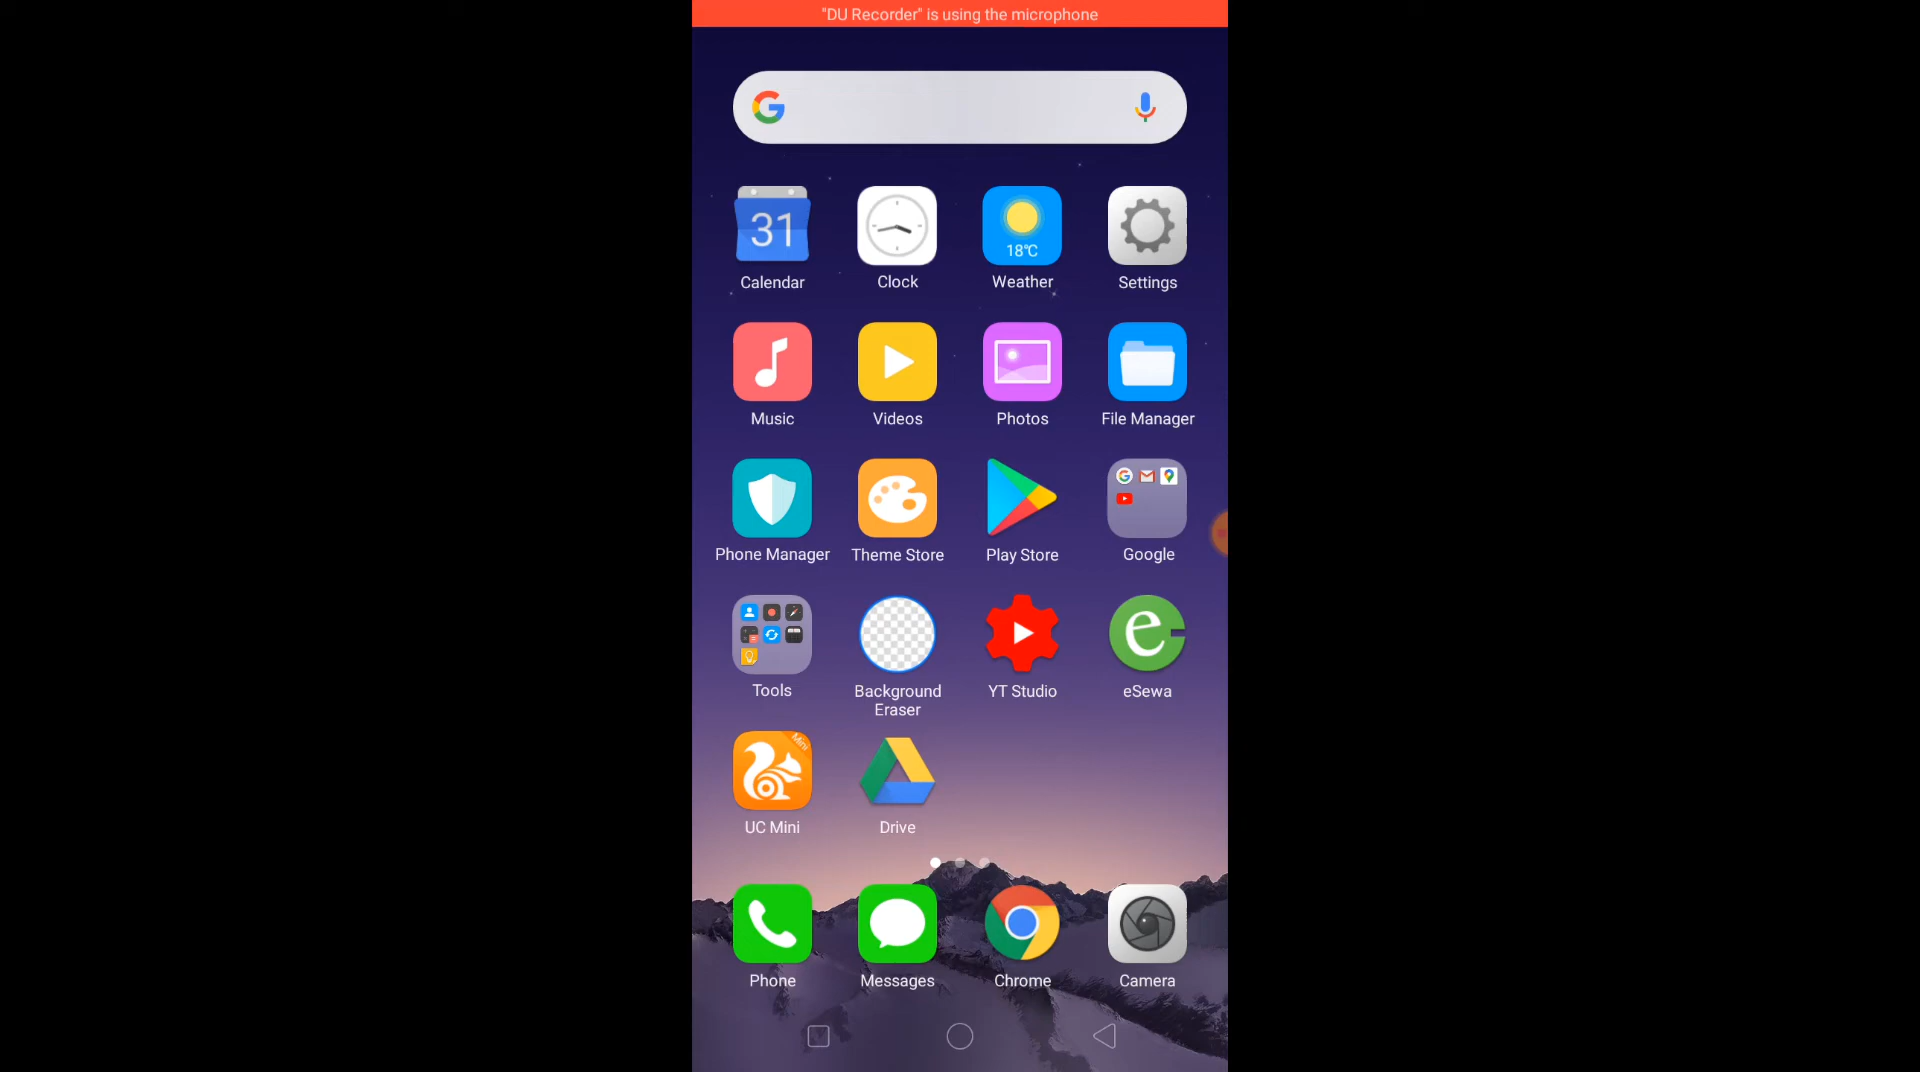 "DU Recorder" is using the microphone
31
18°C
Calendar
Clock
Weather
Settings
Music
Videos
Photos
File Manager
Phone Manager
Theme Store
Play Store
Google
Tools
Background
Eraser
YT Studio
eSewa
Mini
UC Mini
Drive
Phone
Messages
Chrome
Camera